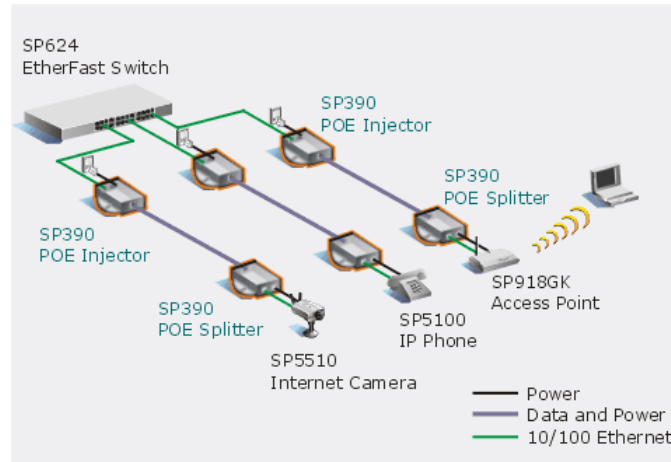 SP624
EtherFast Switch
SP390
POE Injector
SP390
POE Splitter
SP390
POE Injector
SP918GK
Access Point
SP390
POE Splitter
SP5100
IP Phone
SP5510
Internet Camera
Power
Data and Power
10/100 Ethernet